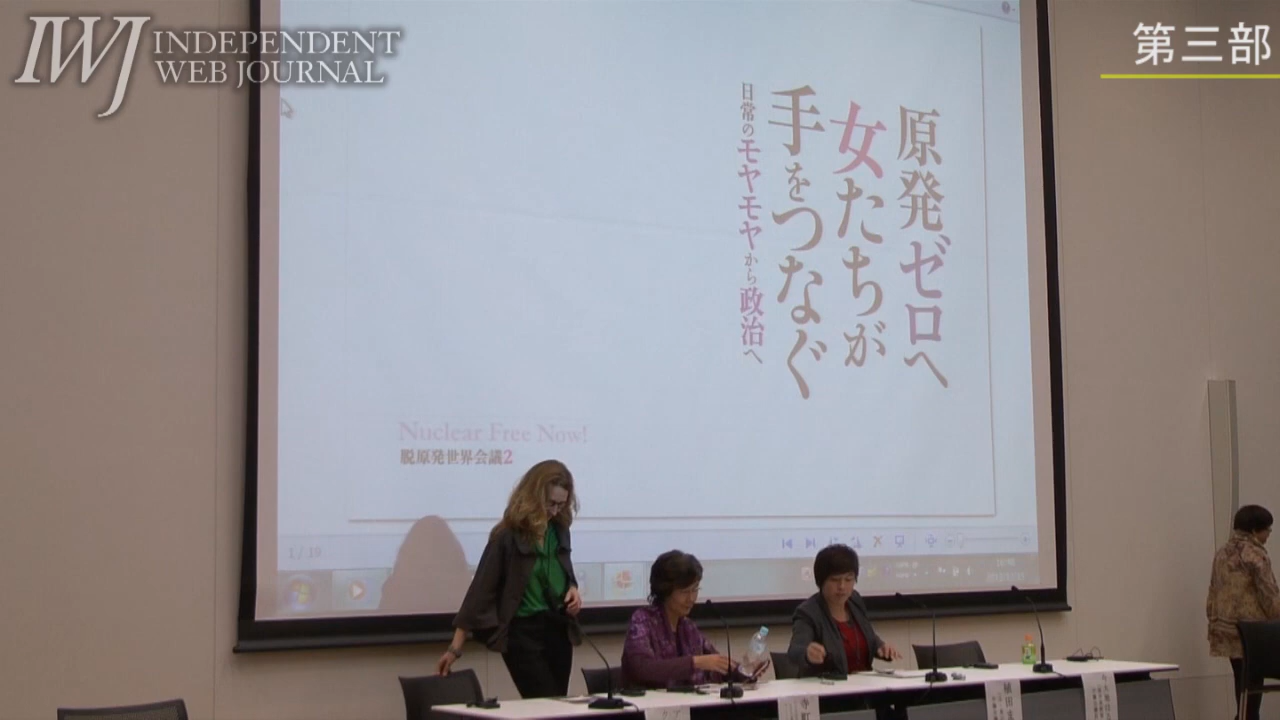 IWJ INDEPENDENT
WEB JOURNAL
第三部
原発ゼロへ
女たちが
手をつなぐ
日常のモヤモヤから政治へ
Nuclear Free Now!
脱原発世界会議2